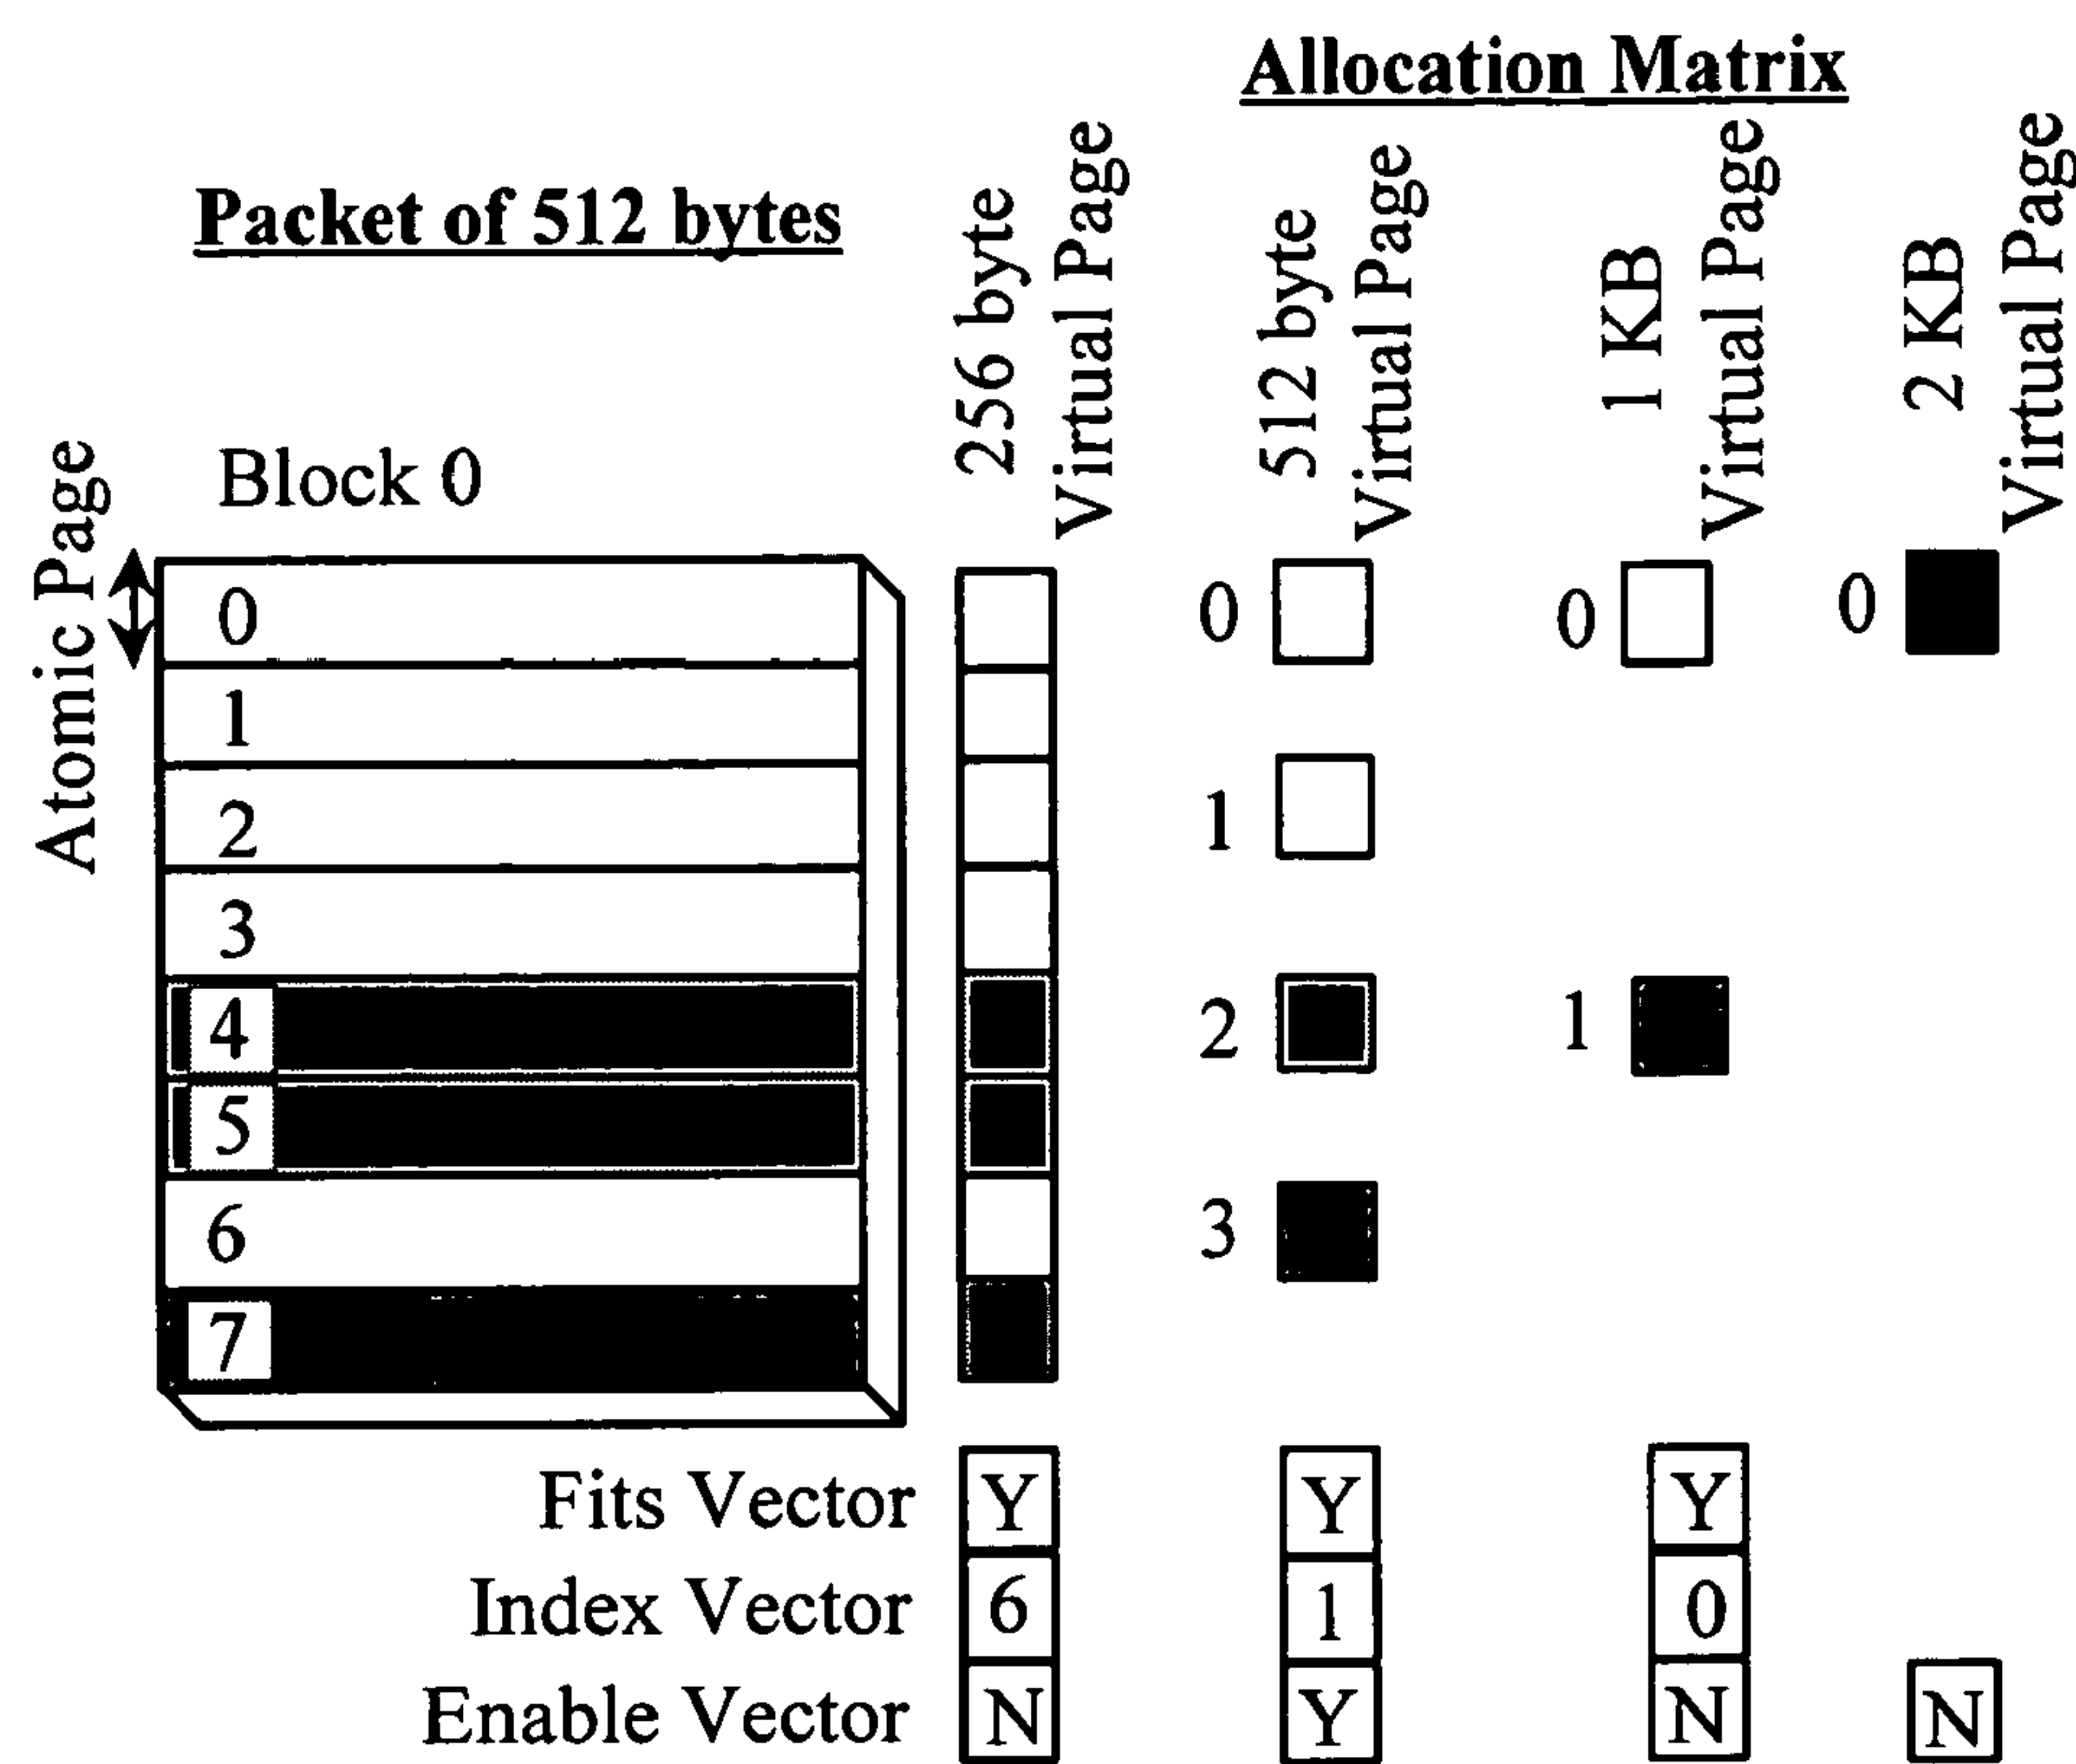 Allocation Matrix
Packet of 512 bytes
256 byte
Virtual Page
512 byte
Virtual Page
1 KB
Virtual Page
2 KB
Virtual Page
Atomic Page
Block 0
0
1
2
3
4
5
6
7
0
1
2
3
0
1
0
Fits Vector Y Y Y
Index Vector 6 1 0
Enable Vector N Y N N